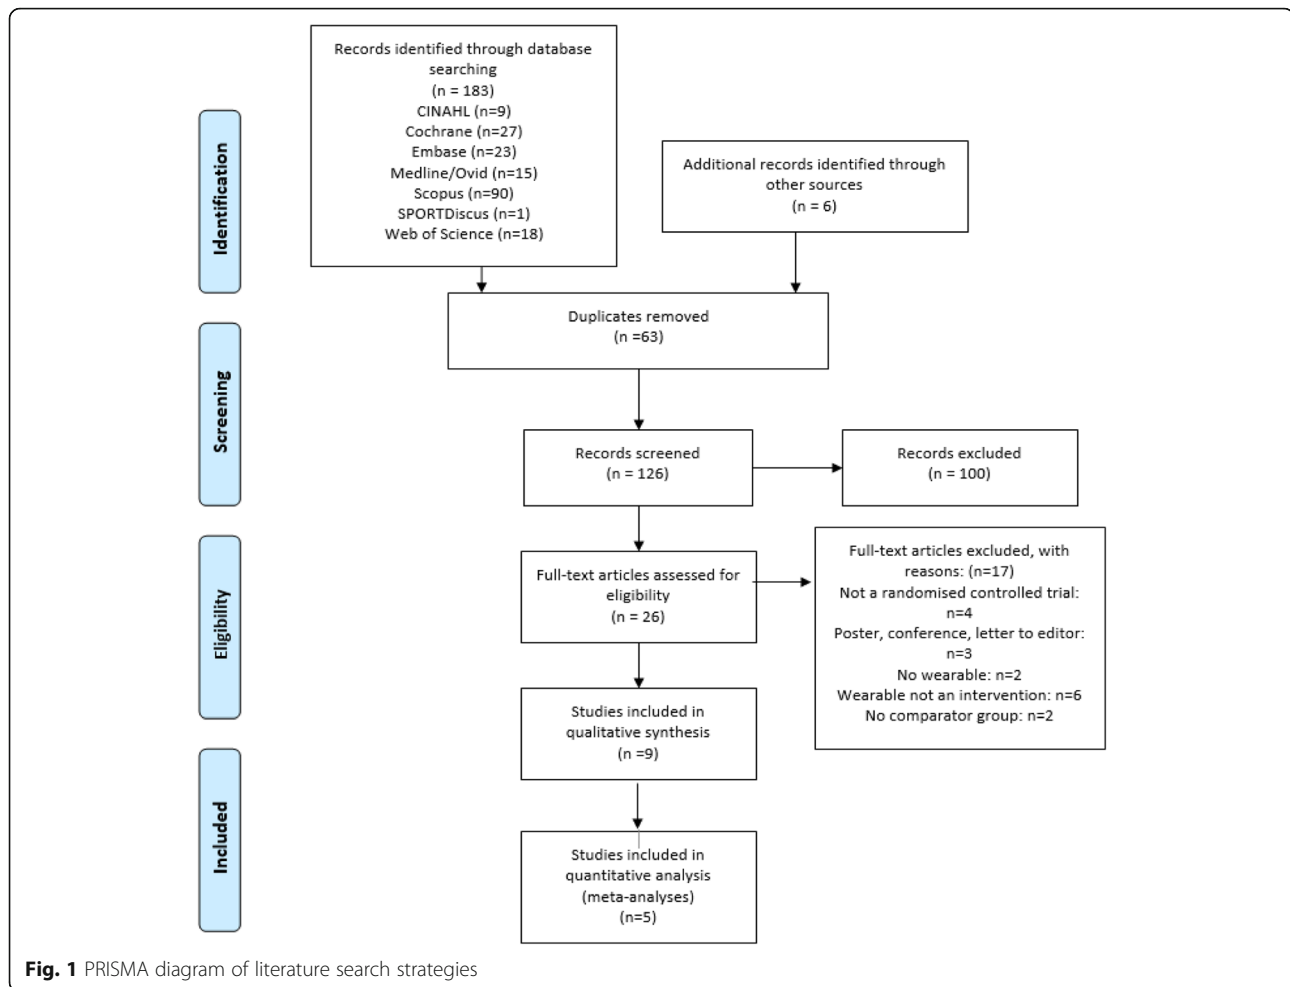 Records identified through database
searching
(n = 183)
CINAHL (n=9)
Cochrane (n=27)
Embase (n=23)
Medline/Ovid (n=15)
Scopus (n=90)
SPORTDiscus (n=1)
Web of Science (n=18)
Additional records identified through
other sources
(n = 6)
Identification
Duplicates removed
(n =63)
Screening
Records screened
(n = 126)
Records excluded
(n = 100)
Eligibility
Full-text articles assessed for
eligibility
(n = 26)
Full-text articles excluded, with
reasons: (n=17)
Not a randomised controlled trial:
n=4
Poster, conference, letter to editor:
n=3
No wearable: n=2
Wearable not an intervention: n=6
No comparator group: n=2
Studies included in
qualitative synthesis
(n =9)
Included
Studies included in
quantitative analysis
(meta-analyses)
(n=5)
Fig. 1 PRISMA diagram of literature search strategies